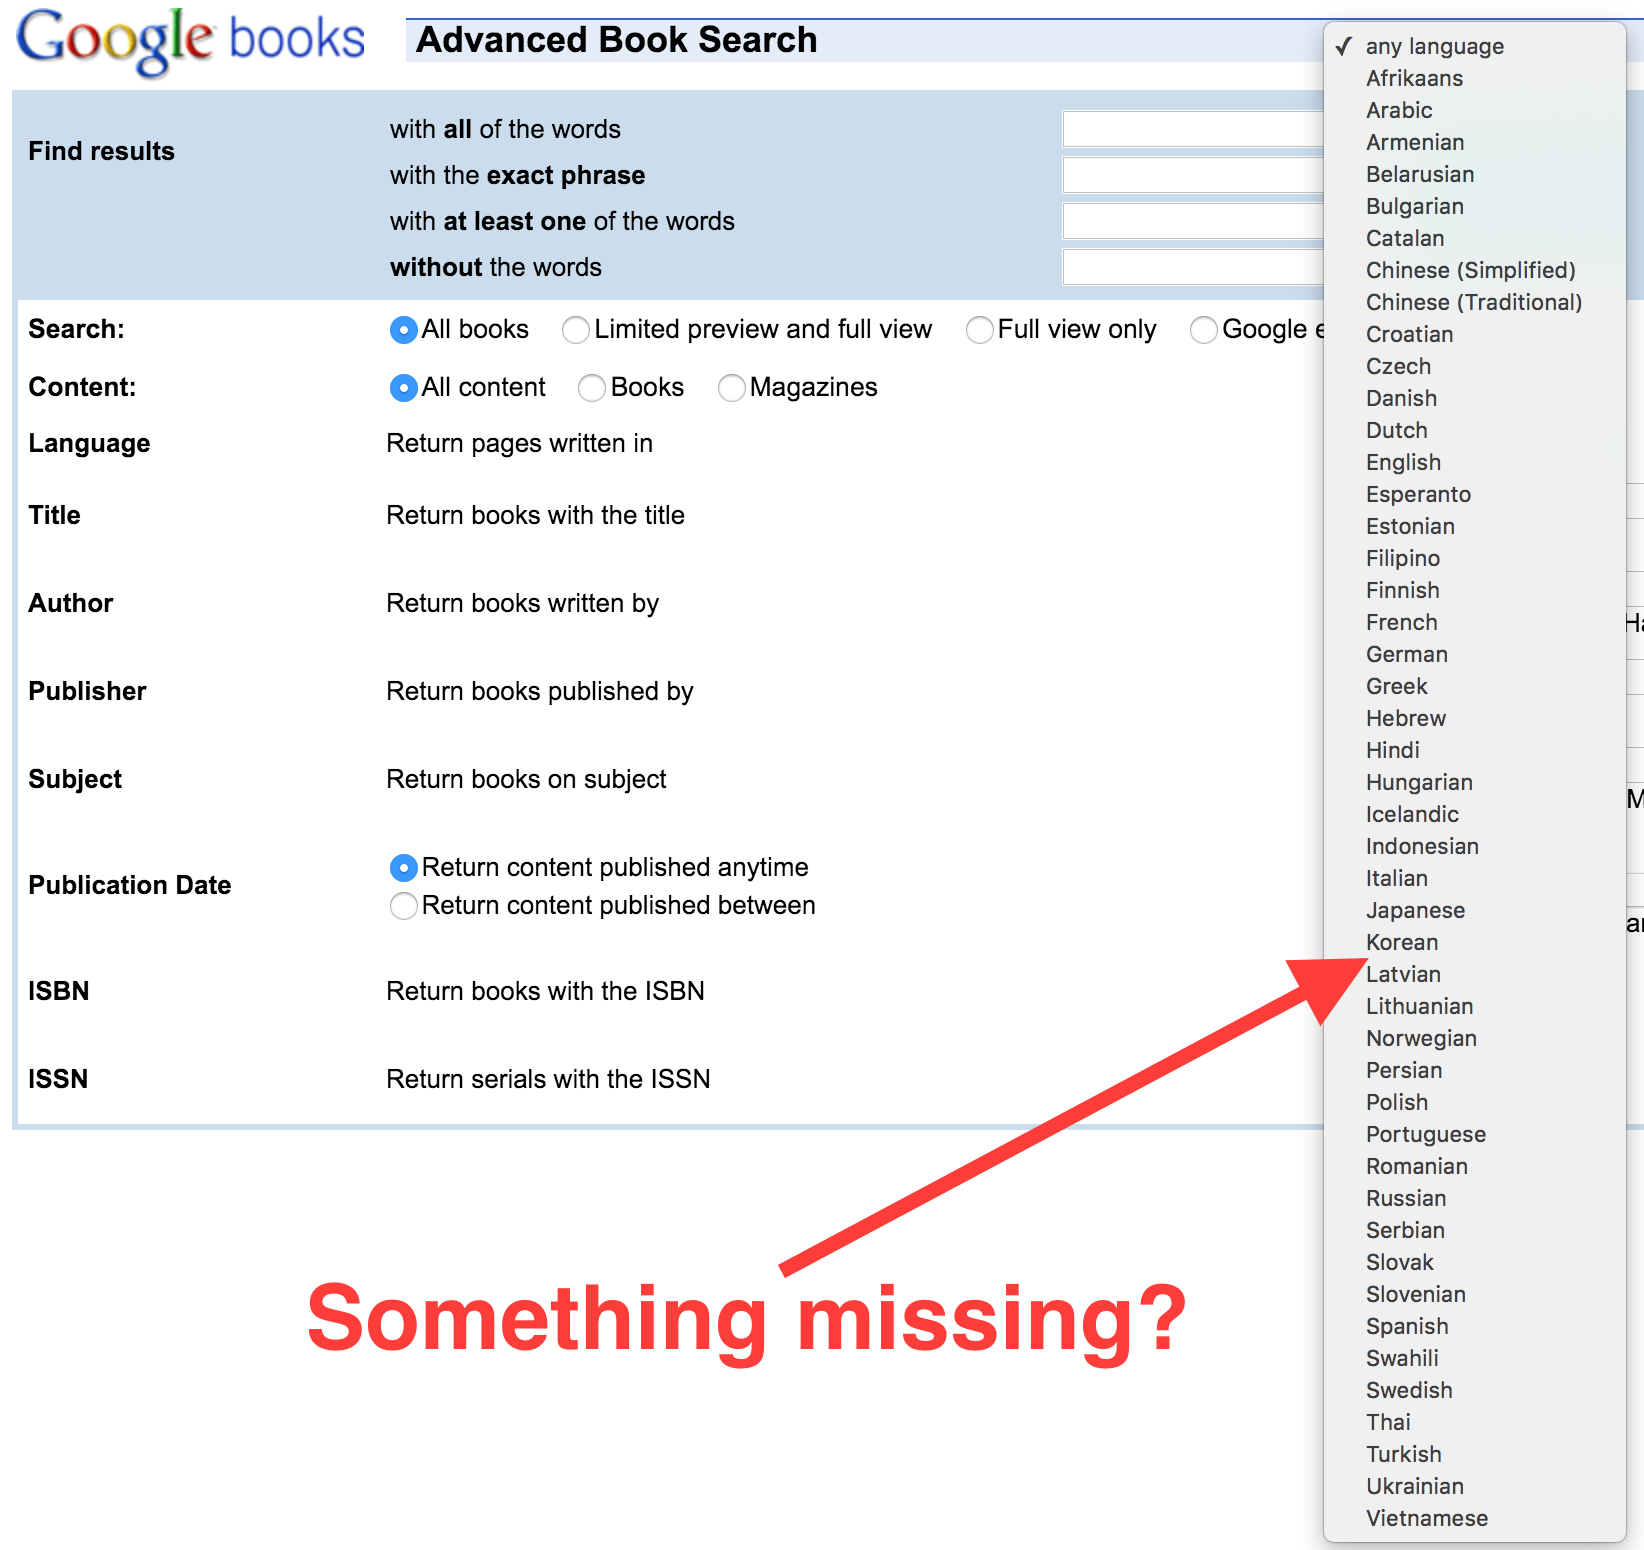 Google books
Advanced Book Search
Find results
with all of the words
with the exact phrase
with at least one of the words
without the words
Search:
All books Limited preview and full view Full view only Google e
Content:
All content Books Magazines
Language
Return pages written in
Title
Return books with the title
Author
Return books written by
Publisher
Return books published by
Subject
Return books on subject
Publication Date
Return content published anytime
Return content published between
ISBN
Return books with the ISBN
ISSN
Return serials with the ISSN
✓ any language
Afrikaans
Arabic
Armenian
Belarusian
Bulgarian
Catalan
Chinese (Simplified)
Chinese (Traditional)
Croatian
Czech
Danish
Dutch
English
Esperanto
Estonian
Filipino
Finnish
French
German
Greek
Hebrew
Hindi
Hungarian
Icelandic
Indonesian
Italian
Japanese
Korean
Latvian
Lithuanian
Norwegian
Persian
Polish
Portuguese
Romanian
Russian
Serbian
Slovak
Slovenian
Spanish
Swahili
Swedish
Thai
Turkish
Ukrainian
Vietnamese
Something missing?